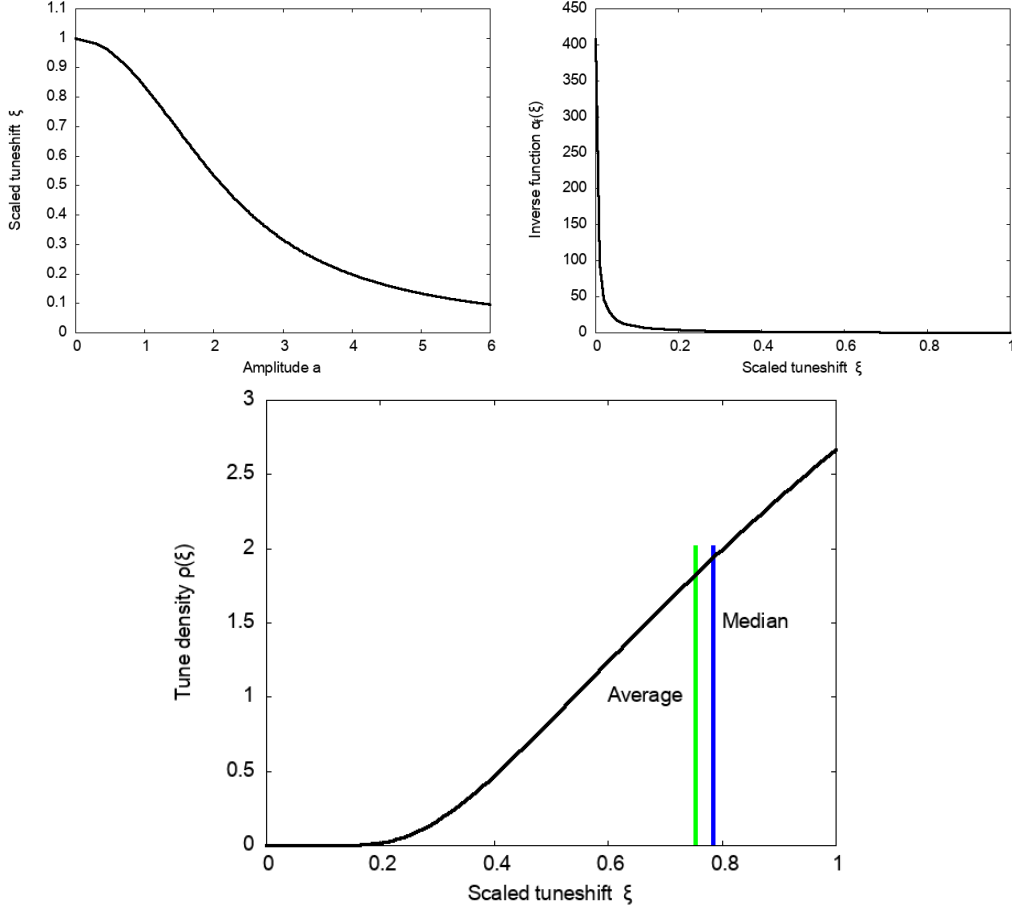 1.1
1
0.9
0.8
0.7
0.6
0.5
0.4
0.3
0.2
0.1
0
Scaled tuneshift ξ
0 1 2 3 4 5 6
Amplitude a
450
400
350
300
250
200
150
100
50
0
Inverse function α_f(ξ)
0 0.2 0.4 0.6 0.8 1
Scaled tuneshift ξ
3
2.5
2
1.5
1
0.5
0
Tune density ρ(ξ)
Median
Average
0 0.2 0.4 0.6 0.8 1
Scaled tuneshift ξ